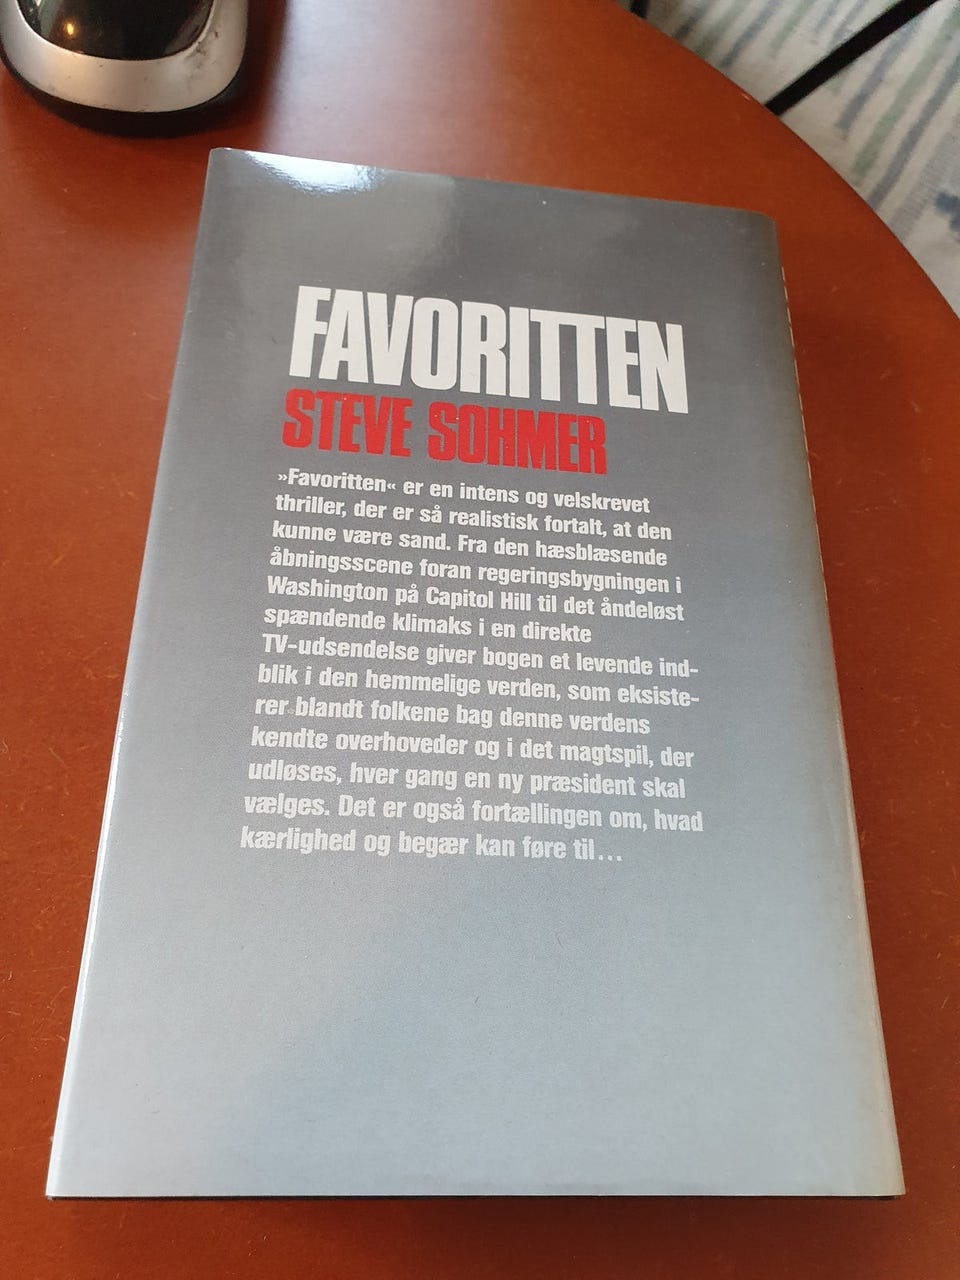 FAVORITTEN
STEVE SOHMER
»Favoritten« er en intens og velskrevet
thriller, der er så realistisk fortalt, at den
kunne være sand. Fra den hæsblæsende
åbningsscene foran regeringsbygningen i
Washington på Capitol Hill til det åndeløst
spændende klimaks i en direkte
TV-udsendelse giver bogen et levende ind-
blik i den hemmelige verden, som eksiste-
rer blandt folkene bag denne verdens
kendte overhoveder og i det magtspil, der
udløses, hver gang en ny præsident skal
vælges. Det er også fortællingen om, hvad
kærlighed og begær kan føre til...